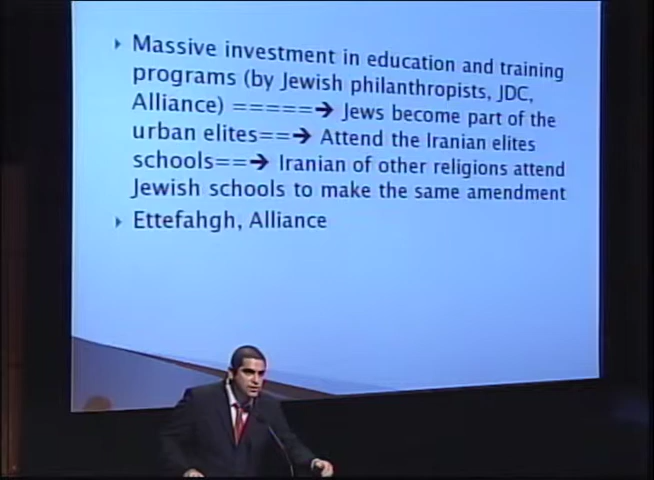 Massive investment in education and training
programs (by Jewish philanthropists, JDC,
Alliance) =====➔ Jews become part of the
urban elites==➔ Attend the Iranian elites
schools==➔ Iranian of other religions attend
Jewish schools to make the same amendment
Ettefahgh, Alliance